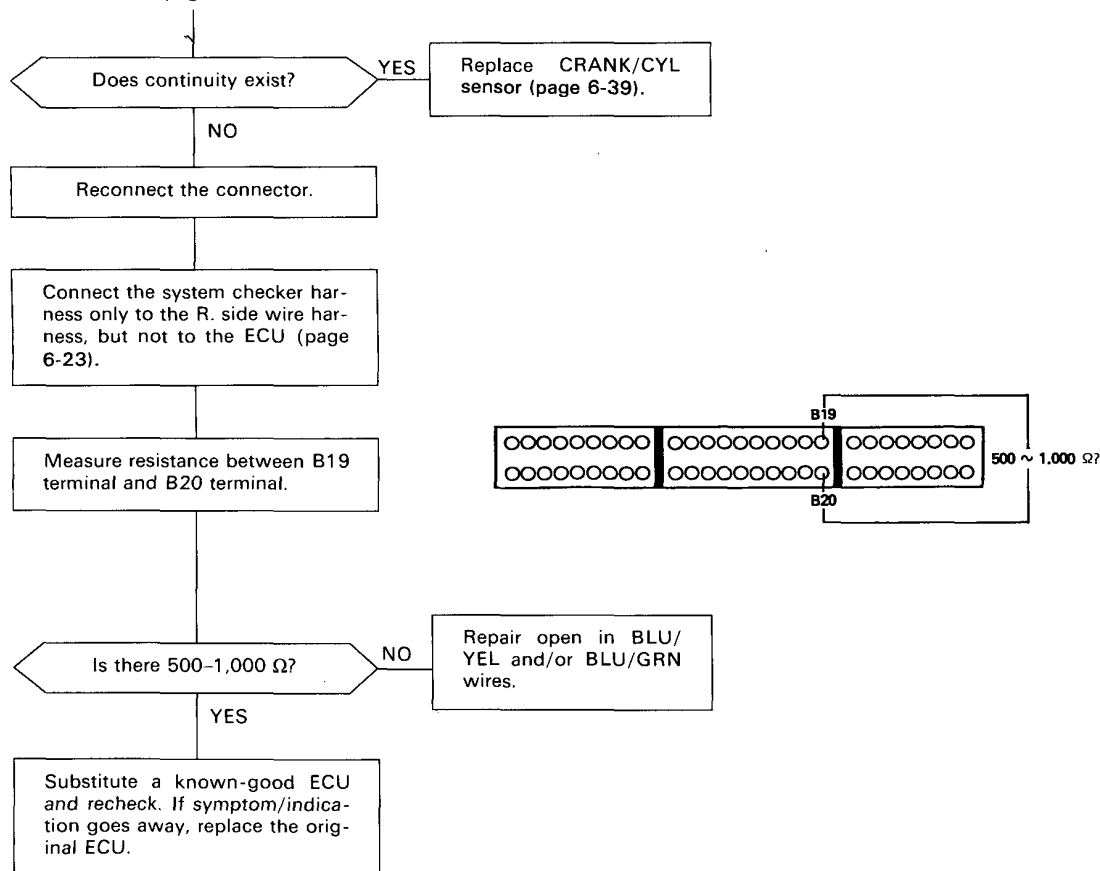 Does continuity exist?
YES
Replace CRANK/CYL
sensor (page 6-39).
NO
Reconnect the connector.
Connect the system checker har-
ness only to the R. side wire har-
ness, but not to the ECU (page
6-23).
Measure resistance between B19
terminal and B20 terminal.
B19
500 ~ 1.000 Ω?
B20
Is there 500–1,000 Ω?
NO
Repair open in BLU/
YEL and/or BLU/GRN
wires.
YES
Substitute a known-good ECU
and recheck. If symptom/indica-
tion goes away, replace the orig-
inal ECU.